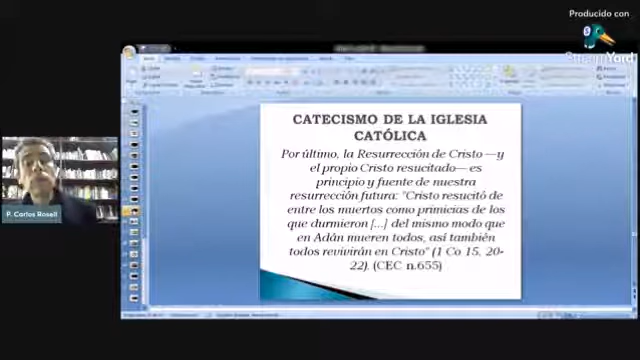 Producido con
StreamYard
CATECISMO DE LA IGLESIA
CATÓLICA
Por último, la Resurrección de Cristo —y
el propio Cristo resucitado— es
principio y fuente de nuestra
resurrección futura: "Cristo resucitó de
entre los muertos como primicias de los
que durmieron [...] del mismo modo que
en Adán mueren todos, así también
todos revivirán en Cristo" (1 Co 15, 20-
22). (CEC n.655)
P. Carlos Rosell